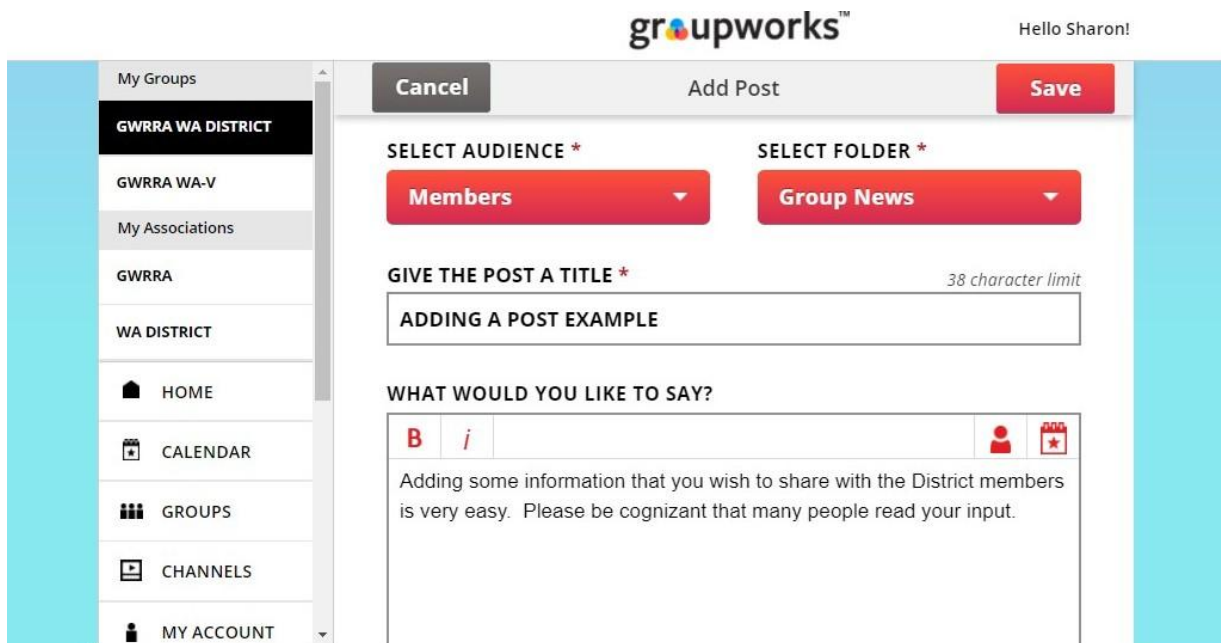 groupworks™
Hello Sharon!
My Groups
GWRRA WA DISTRICT
GWRRA WA-V
My Associations
GWRRA
WA DISTRICT
HOME
CALENDAR
GROUPS
CHANNELS
MY ACCOUNT
Cancel
Add Post
Save
SELECT AUDIENCE *
SELECT FOLDER *
Members
Group News
GIVE THE POST A TITLE *
38 character limit
ADDING A POST EXAMPLE
WHAT WOULD YOU LIKE TO SAY?
B i
Adding some information that you wish to share with the District members
is very easy.  Please be cognizant that many people read your input.